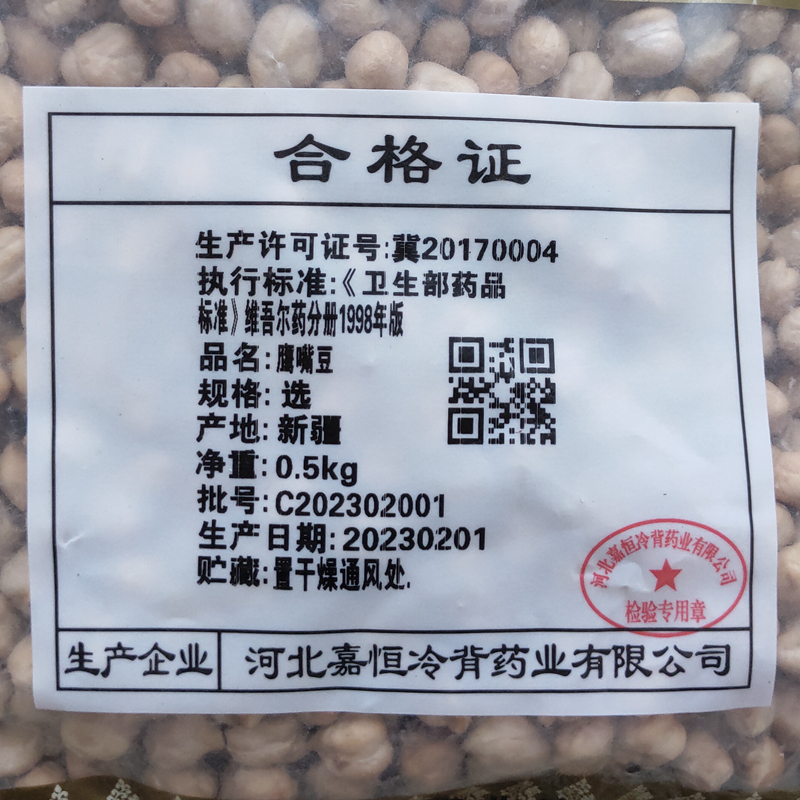 合格证
生产许可证号:冀20170004
执行标准:《卫生部药品
标准》维吾尔药分册1998年版
品名:鹰嘴豆
规格:选
产地:新疆
净重:0.5kg
批号:C202302001
生产日期:20230201
贮藏:置干燥通风处.
河北嘉恒冷背药业有限公司
检验专用章
生产企业 河北嘉恒冷背药业有限公司